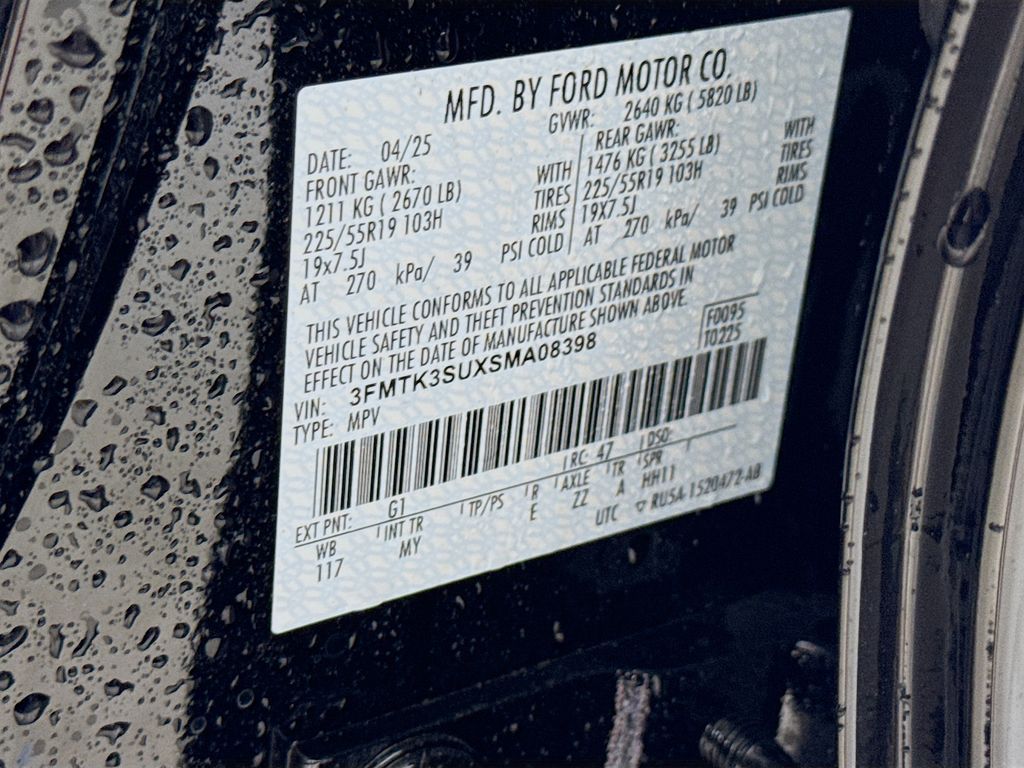 MFD. BY FORD MOTOR CO.
DATE: 04/25 GVWR: 2640 KG ( 5820 LB)
FRONT GAWR: REAR GAWR:
1211 KG ( 2670 LB) WITH 1476 KG ( 3255 LB) WITH
225/55R19 103H TIRES 225/55R19 103H TIRES
19x7.5J RIMS 19X7.5J RIMS
AT 270 kPa/ 39 PSI COLD AT 270 kPa/ 39 PSI COLD
THIS VEHICLE CONFORMS TO ALL APPLICABLE FEDERAL MOTOR
VEHICLE SAFETY AND THEFT PREVENTION STANDARDS IN
EFFECT ON THE DATE OF MANUFACTURE SHOWN ABOVE.
F0095
T0225
VIN: 3FMTK3SUXSMA08398
TYPE: MPV
EXT PNT: G1 RC: 47 DSO:
WB INT TR TP/PS R AXLE TR SPR
117 MY E ZZ A HH11
UTC ▽ RU5A-1520472-AB